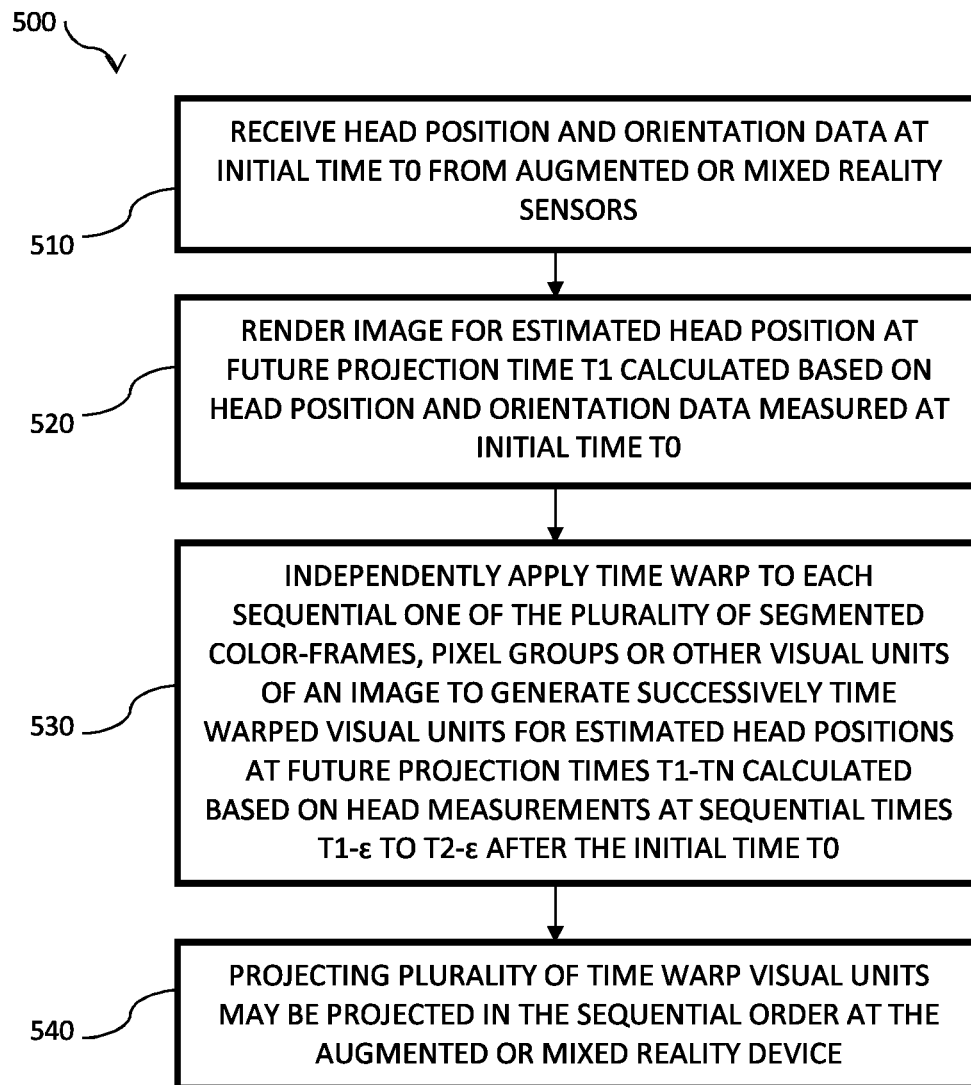 500
RECEIVE HEAD POSITION AND ORIENTATION DATA AT
INITIAL TIME T0 FROM AUGMENTED OR MIXED REALITY
SENSORS
510
RENDER IMAGE FOR ESTIMATED HEAD POSITION AT
FUTURE PROJECTION TIME T1 CALCULATED BASED ON
HEAD POSITION AND ORIENTATION DATA MEASURED AT
INITIAL TIME T0
520
INDEPENDENTLY APPLY TIME WARP TO EACH
SEQUENTIAL ONE OF THE PLURALITY OF SEGMENTED
COLOR-FRAMES, PIXEL GROUPS OR OTHER VISUAL UNITS
OF AN IMAGE TO GENERATE SUCCESSIVELY TIME
WARPED VISUAL UNITS FOR ESTIMATED HEAD POSITIONS
AT FUTURE PROJECTION TIMES T1-TN CALCULATED
BASED ON HEAD MEASUREMENTS AT SEQUENTIAL TIMES
T1-ε TO T2-ε AFTER THE INITIAL TIME T0
530
PROJECTING PLURALITY OF TIME WARP VISUAL UNITS
MAY BE PROJECTED IN THE SEQUENTIAL ORDER AT THE
AUGMENTED OR MIXED REALITY DEVICE
540